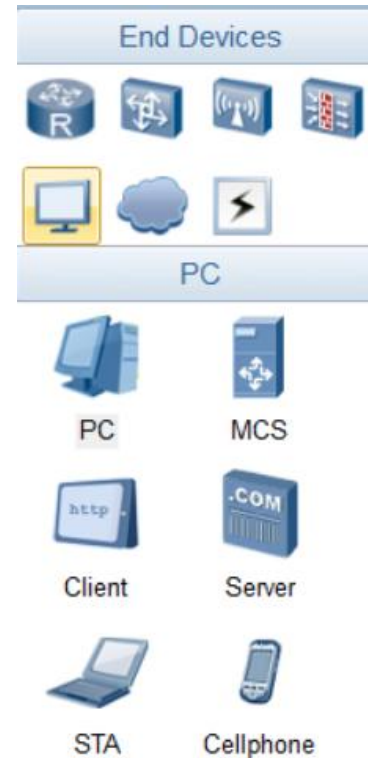 End Devices
R
PC
PC
MCS
http
.COM
Client
Server
STA
Cellphone